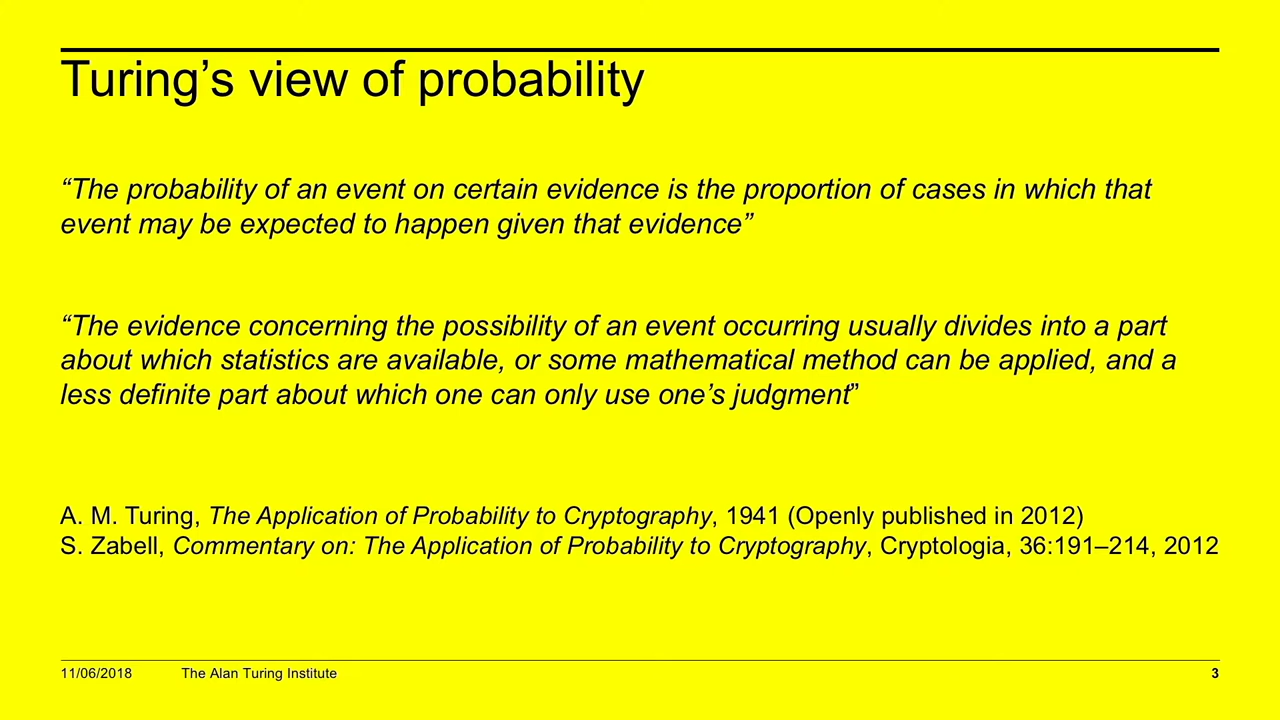 Turing’s view of probability
“The probability of an event on certain evidence is the proportion of cases in which that
event may be expected to happen given that evidence”
“The evidence concerning the possibility of an event occurring usually divides into a part
about which statistics are available, or some mathematical method can be applied, and a
less definite part about which one can only use one’s judgment”
A. M. Turing, The Application of Probability to Cryptography, 1941 (Openly published in 2012)
S. Zabell, Commentary on: The Application of Probability to Cryptography, Cryptologia, 36:191–214, 2012
11/06/2018 The Alan Turing Institute 3